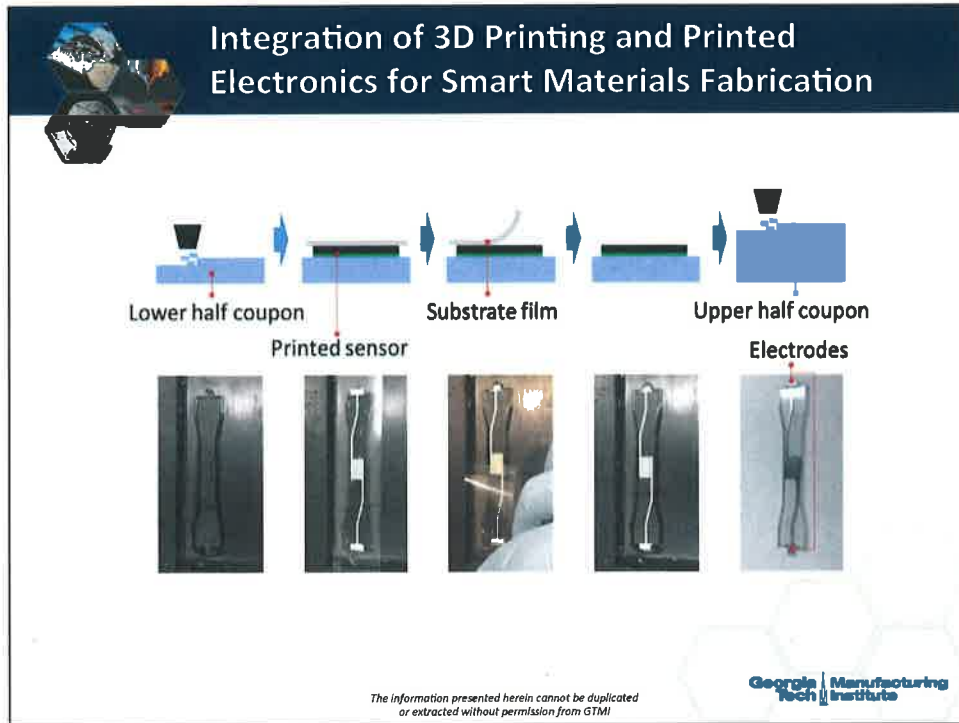 Integration of 3D Printing and Printed
Electronics for Smart Materials Fabrication
Lower half coupon
Printed sensor
Substrate film
Upper half coupon
Electrodes
The information presented herein cannot be duplicated
or extracted without permission from GTMI
Georgia Tech
Manufacturing Institute